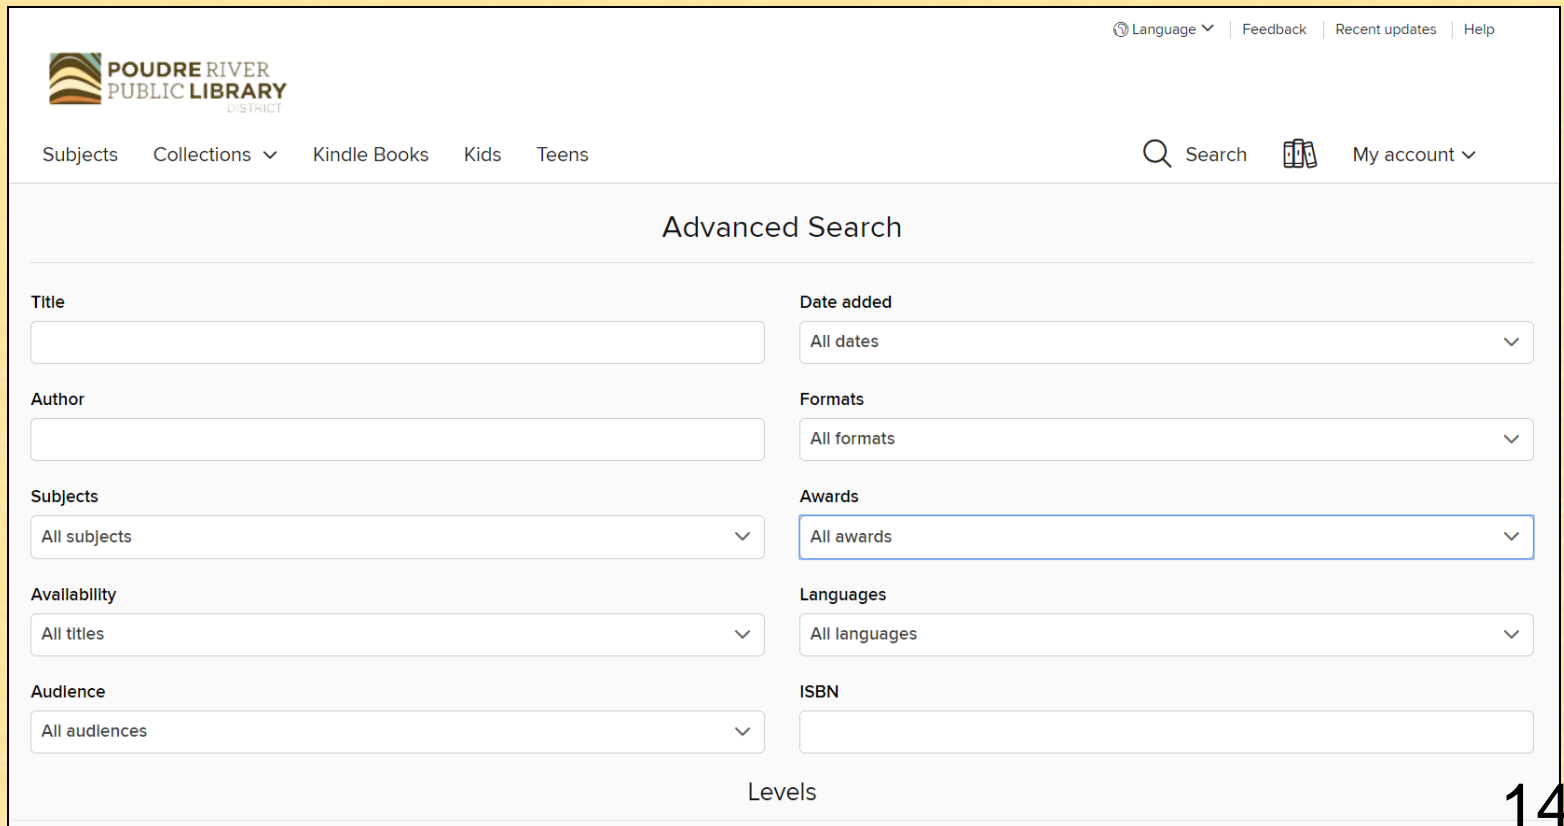 Language Feedback Recent updates Help
POUDRE RIVER
PUBLIC LIBRARY
DISTRICT
Subjects Collections Kindle Books Kids Teens Search My account
Advanced Search
Title Date added
All dates
Author Formats
All formats
Subjects Awards
All subjects All awards
Availability Languages
All titles All languages
Audience ISBN
All audiences
Levels
14